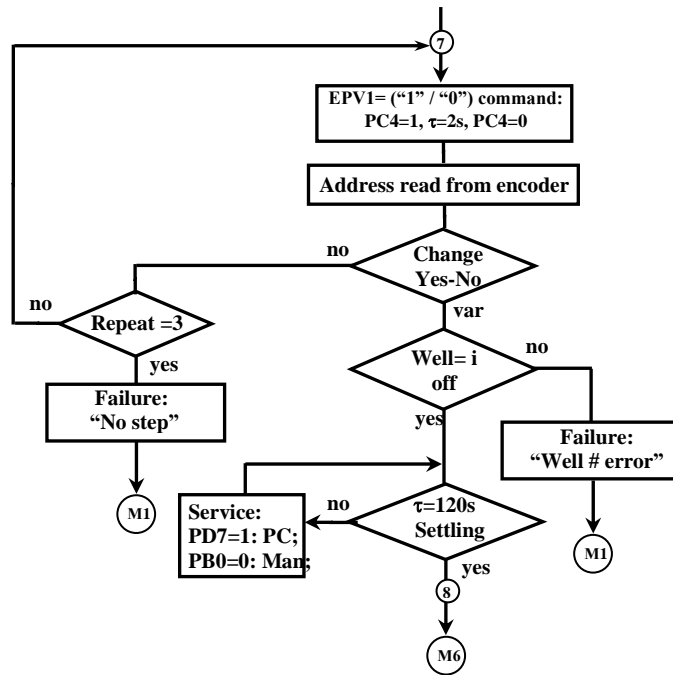 7
EPV1= (“1” / “0”) command:
PC4=1, τ=2s, PC4=0
Address read from encoder
no
Change
Yes-No
var
no
Repeat =3
yes
Failure:
“No step”
M1
Well= i
off
no
yes
Failure:
“Well # error”
M1
τ=120s
Settling
no
Service:
PD7=1: PC;
PB0=0: Man;
yes
8
M6